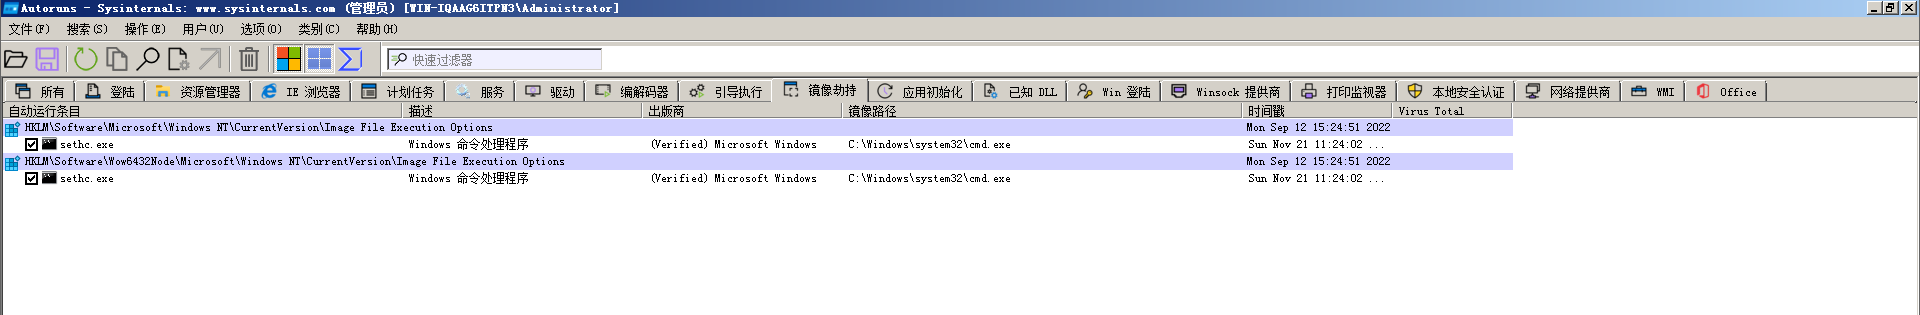 Autoruns - Sysinternals: www.sysinternals.com (管理员) [WIN-IQAAG6ITPN3\Administrator]
文件(F) 搜索(S) 操作(E) 用户(U) 选项(O) 类别(C) 帮助(H)
快速过滤器
所有 登陆 资源管理器 IE 浏览器 计划任务 服务 驱动 编解码器 引导执行 镜像劫持 应用初始化 已知 DLL Win 登陆 Winsock 提供商 打印监视器 本地安全认证 网络提供商 WMI Office
自动运行条目 描述 出版商 镜像路径 时间戳 Virus Total
HKLM\Software\Microsoft\Windows NT\CurrentVersion\Image File Execution Options Mon Sep 12 15:24:51 2022
sethc.exe Windows 命令处理程序 (Verified) Microsoft Windows C:\Windows\system32\cmd.exe Sun Nov 21 11:24:02 ...
HKLM\Software\Wow6432Node\Microsoft\Windows NT\CurrentVersion\Image File Execution Options Mon Sep 12 15:24:51 2022
sethc.exe Windows 命令处理程序 (Verified) Microsoft Windows C:\Windows\system32\cmd.exe Sun Nov 21 11:24:02 ...